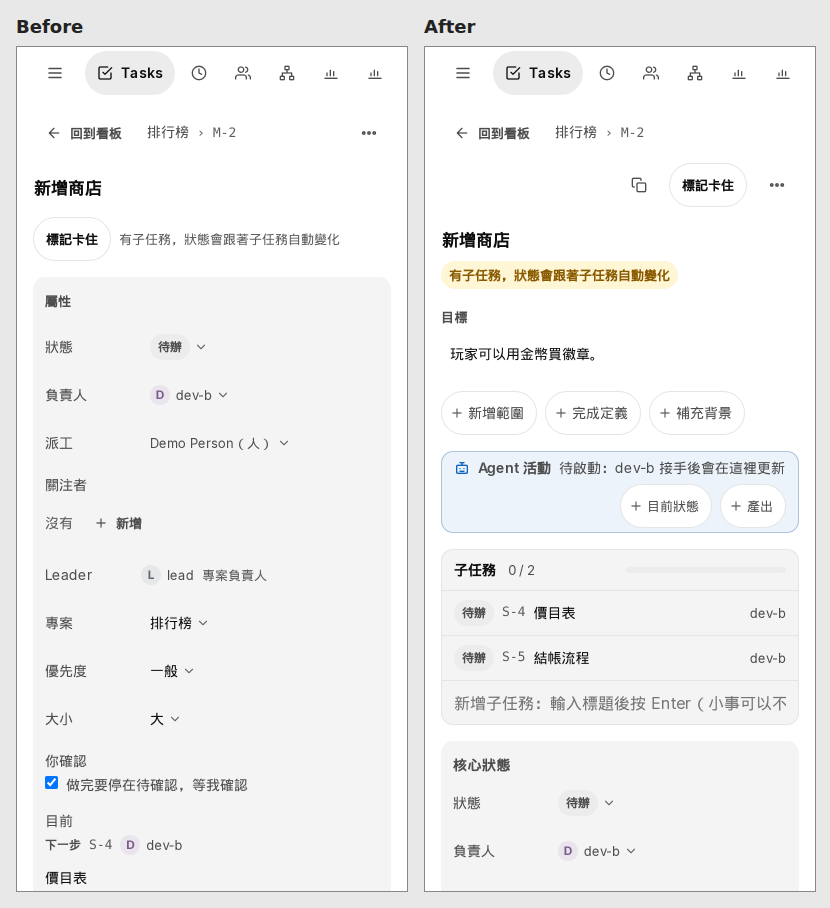 Before
Tasks
回到看板 排行榜 › M-2
新增商店
標記卡住 有子任務，狀態會跟著子任務自動變化
屬性
狀態 待辦
負責人 D dev-b
派工 Demo Person（人）
關注者
沒有 + 新增
Leader L lead 專案負責人
專案 排行榜
優先度 一般
大小 大
你確認
做完要停在待確認，等我確認
目前
下一步 S-4 D dev-b
價目表
After
Tasks
回到看板 排行榜 › M-2
標記卡住
新增商店
有子任務，狀態會跟著子任務自動變化
目標
玩家可以用金幣買徽章。
+ 新增範圍 + 完成定義 + 補充背景
Agent 活動 待啟動：dev-b 接手後會在這裡更新
+ 目前狀態 + 產出
子任務 0 / 2
待辦 S-4 價目表 dev-b
待辦 S-5 結帳流程 dev-b
新增子任務：輸入標題後按 Enter（小事可以不
核心狀態
狀態 待辦
負責人 D dev-b